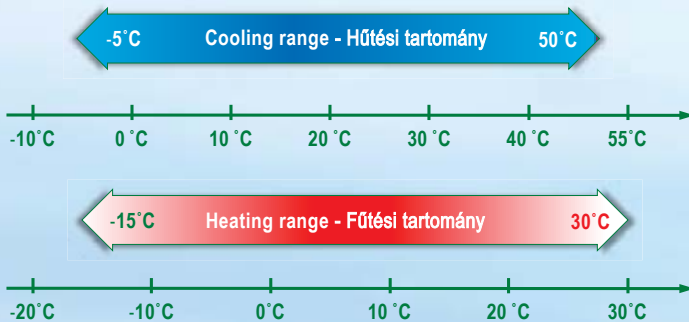 -5˚C Cooling range - Hűtési tartomány 50˚C
-10˚C 0 ˚C 10 ˚C 20 ˚C 30 ˚C 40 ˚C 55˚C
-15˚C Heating range - Fűtési tartomány 30˚C
-20˚C -10˚C 0˚C 10 ˚C 20 ˚C 30˚C